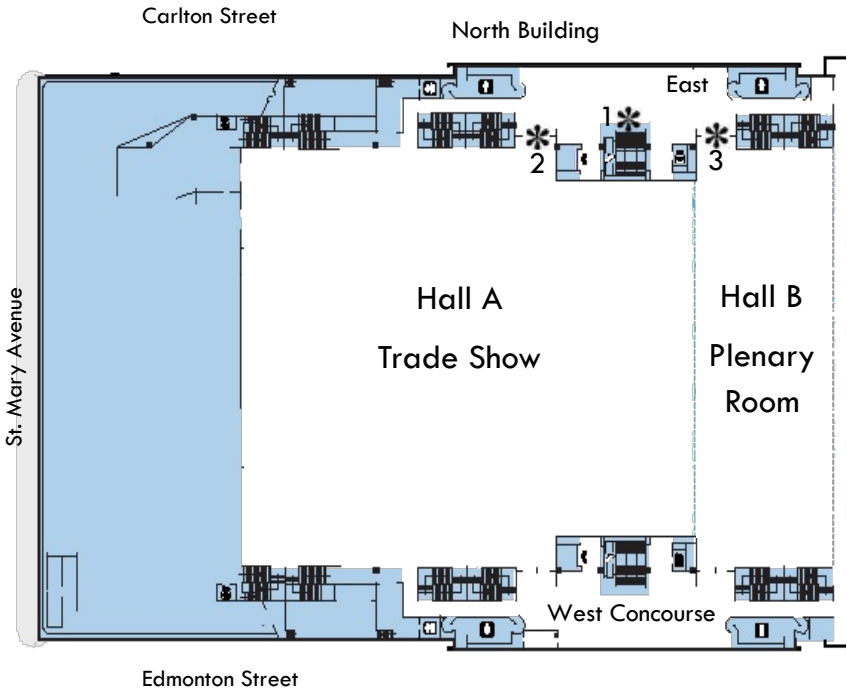 Carlton Street
North Building
East
1
2
3
Hall A
Trade Show
Hall B
Plenary
Room
St. Mary Avenue
West Concourse
Edmonton Street